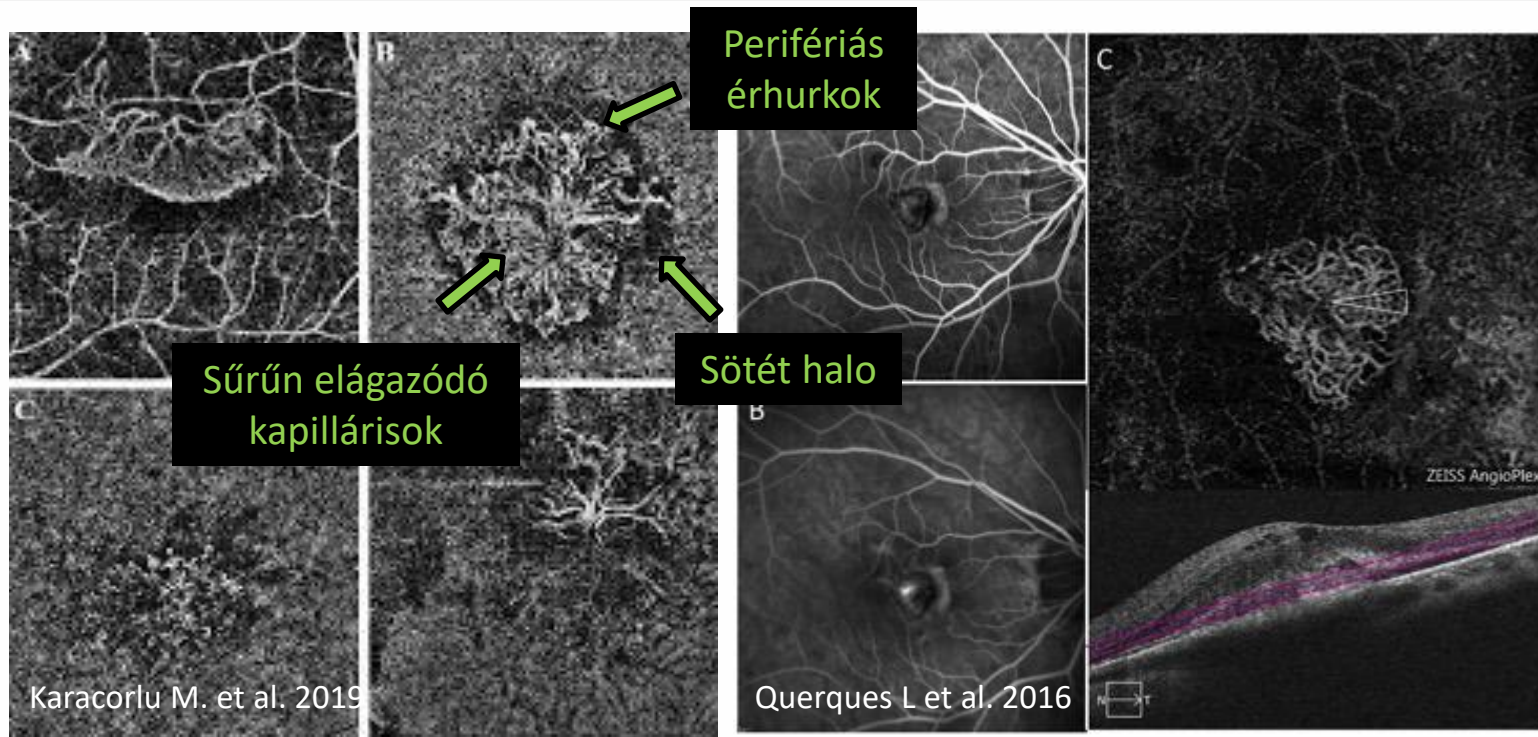 A
B
Perifériás
érhurkok
C
Sűrűn elágazódó
kapillárisok
Sötét halo
C
B
ZEISS AngioPlex
Karacorlu M. et al. 2019
Querques L et al. 2016
N
T